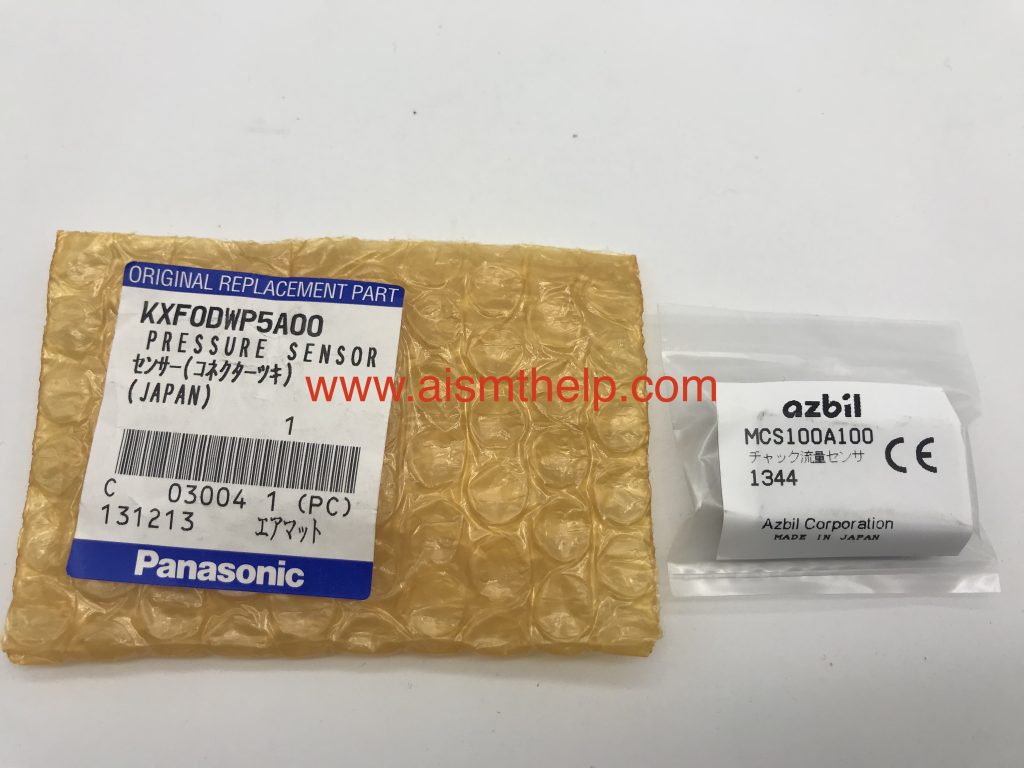 ORIGINAL REPLACEMENT PART
KXF0DWP5A00
PRESSURE SENSOR
センサー(コネクターツキ)
(JAPAN)
1
C 03004 1 (PC)
131213 エアマット
Panasonic
www.aismthelp.com
azbil
MCS100A100
チャック流量センサ
CE
1344
Azbil Corporation
MADE IN JAPAN